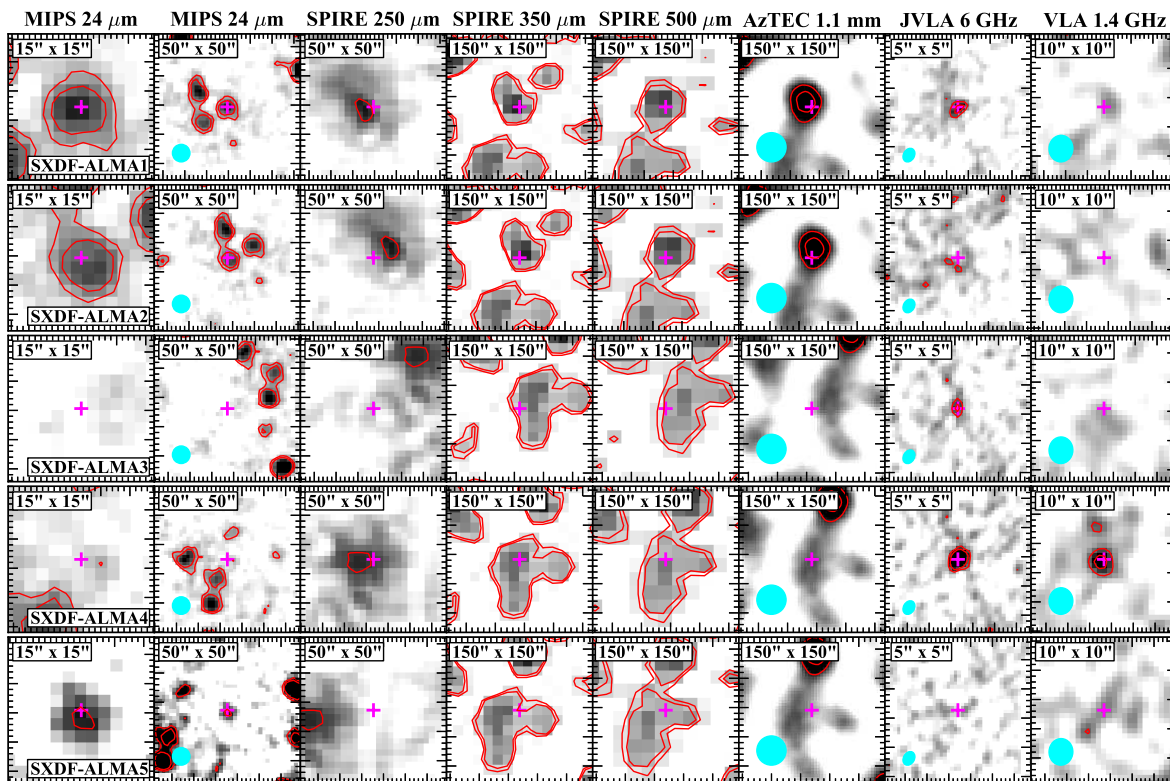 MIPS 24 μm MIPS 24 μm SPIRE 250 μm SPIRE 350 μm SPIRE 500 μm AzTEC 1.1 mm JVLA 6 GHz VLA 1.4 GHz
15" x 15" 50" x 50" 50" x 50" 150" x 150" 150" x 150" 150" x 150" 5" x 5" 10" x 10"
SXDF-ALMA1
15" x 15" 50" x 50" 50" x 50" 150" x 150" 150" x 150" 150" x 150" 5" x 5" 10" x 10"
SXDF-ALMA2
15" x 15" 50" x 50" 50" x 50" 150" x 150" 150" x 150" 150" x 150" 5" x 5" 10" x 10"
SXDF-ALMA3
15" x 15" 50" x 50" 50" x 50" 150" x 150" 150" x 150" 150" x 150" 5" x 5" 10" x 10"
SXDF-ALMA4
15" x 15" 50" x 50" 50" x 50" 150" x 150" 150" x 150" 150" x 150" 5" x 5" 10" x 10"
SXDF-ALMA5